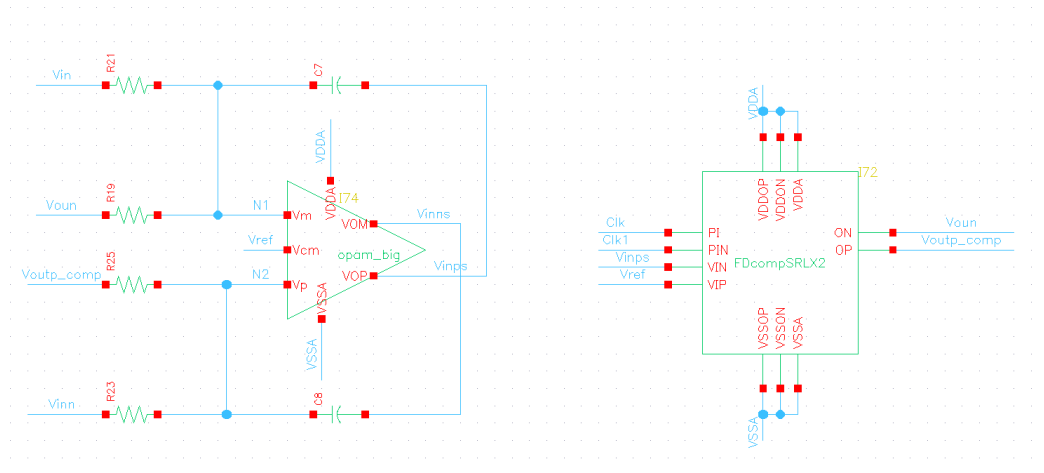 Vin
R21
C7
VDDA
VDDA
I74
Voun
R19
N1
Vm
VOM
Vinns
Vref
Vcm
opam_big
Voutp_comp
R25
N2
Vp
VOP
Vinps
VSSA
VSSA
Vinn
R23
C8
VDDA
I72
VDDOP
VDDON
VDDA
Clk
PI
ON
Voun
Clk1
PIN
OP
Voutp_comp
Vinps
VIN
FDcompSRLX2
Vref
VIP
VSSOP
VSSON
VSSA
VSSA